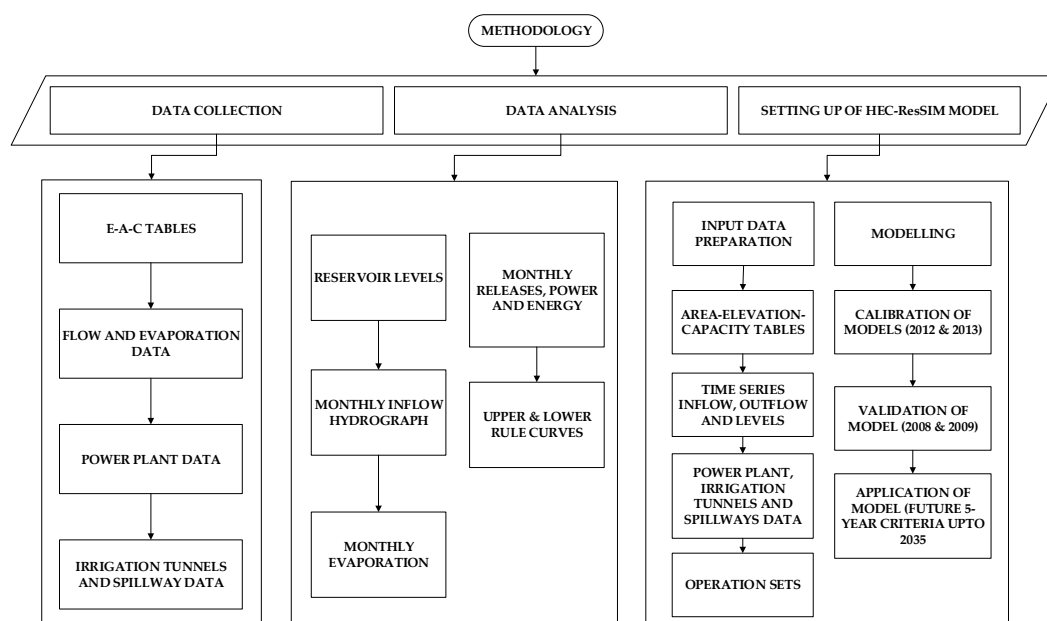 METHODOLOGY
DATA COLLECTION
DATA ANALYSIS
SETTING UP OF HEC-ResSIM MODEL
E-A-C TABLES
FLOW AND EVAPORATION
DATA
POWER PLANT DATA
IRRIGATION TUNNELS
AND SPILLWAY DATA
RESERVOIR LEVELS
MONTHLY INFLOW
HYDROGRAPH
MONTHLY
EVAPORATION
MONTHLY
RELEASES, POWER
AND ENERGY
UPPER & LOWER
RULE CURVES
INPUT DATA
PREPARATION
AREA-ELEVATION-
CAPACITY TABLES
TIME SERIES
INFLOW, OUTFLOW
AND LEVELS
POWER PLANT,
IRRIGATION
TUNNELS AND
SPILLWAYS DATA
OPERATION SETS
MODELLING
CALIBRATION OF
MODELS (2012 & 2013)
VALIDATION OF
MODEL (2008 & 2009)
APPLICATION OF
MODEL (FUTURE 5-
YEAR CRITERIA UPTO
2035